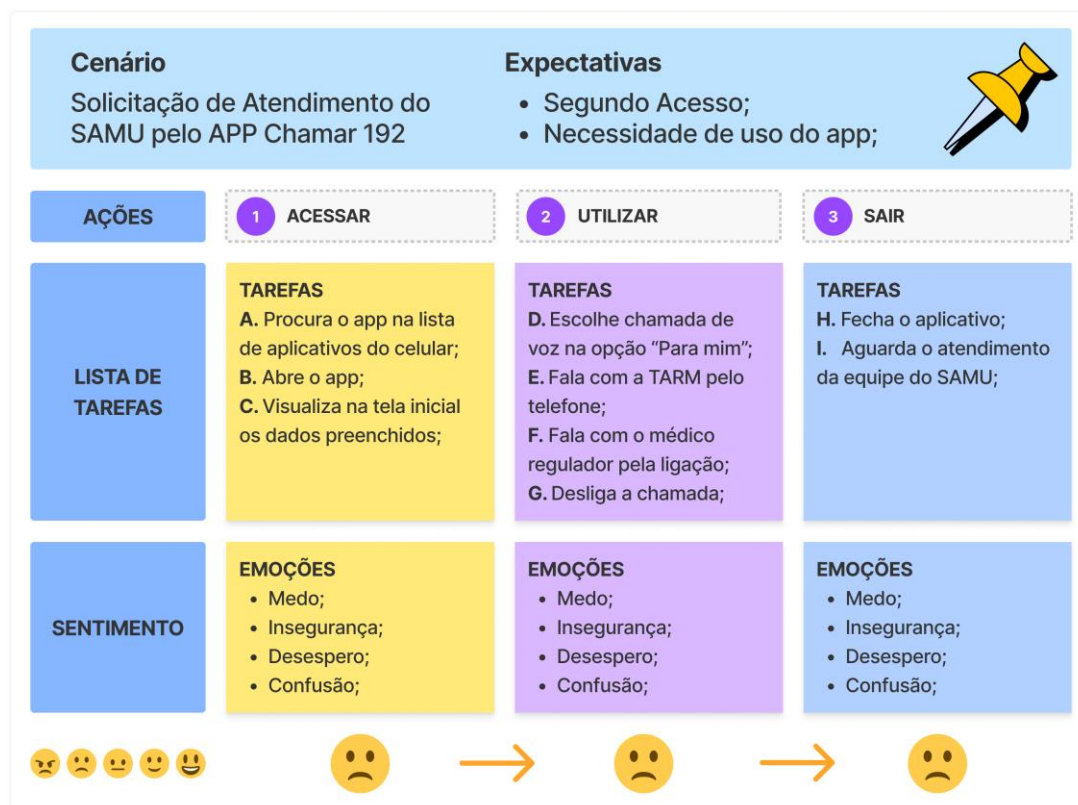 Cenário
Solicitação de Atendimento do
SAMU pelo APP Chamar 192
Expectativas
• Segundo Acesso;
• Necessidade de uso do app;
AÇÕES
1 ACESSAR
2 UTILIZAR
3 SAIR
LISTA DE
TAREFAS
TAREFAS
A. Procura o app na lista
de aplicativos do celular;
B. Abre o app;
C. Visualiza na tela inicial
os dados preenchidos;
TAREFAS
D. Escolhe chamada de
voz na opção “Para mim”;
E. Fala com a TARM pelo
telefone;
F. Fala com o médico
regulador pela ligação;
G. Desliga a chamada;
TAREFAS
H. Fecha o aplicativo;
I. Aguarda o atendimento
da equipe do SAMU;
SENTIMENTO
EMOÇÕES
• Medo;
• Insegurança;
• Desespero;
• Confusão;
EMOÇÕES
• Medo;
• Insegurança;
• Desespero;
• Confusão;
EMOÇÕES
• Medo;
• Insegurança;
• Desespero;
• Confusão;